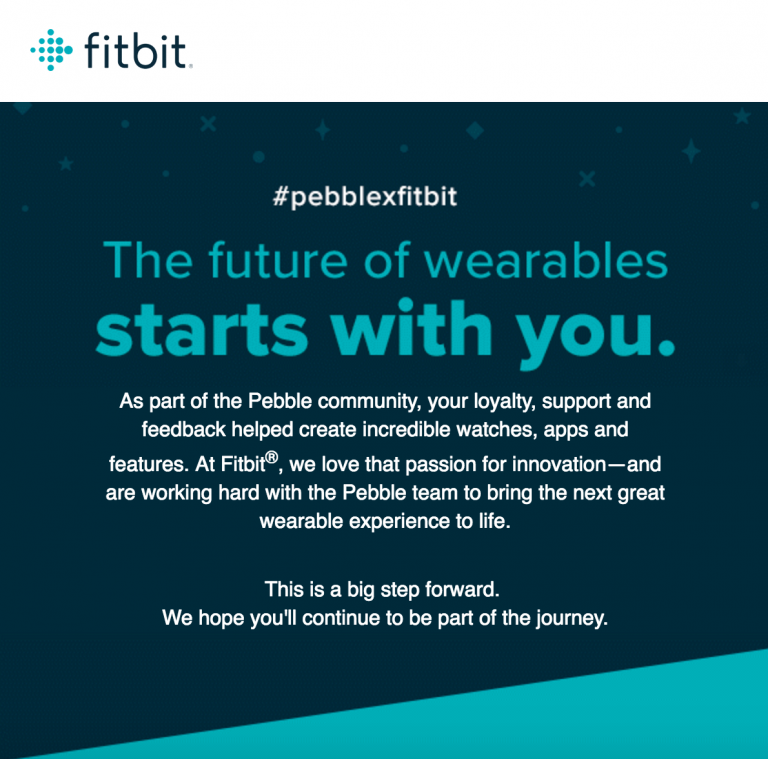 fitbit.
#pebblexfitbit
The future of wearables
starts with you.
As part of the Pebble community, your loyalty, support and
feedback helped create incredible watches, apps and
features. At Fitbit®, we love that passion for innovation—and
are working hard with the Pebble team to bring the next great
wearable experience to life.
This is a big step forward.
We hope you'll continue to be part of the journey.